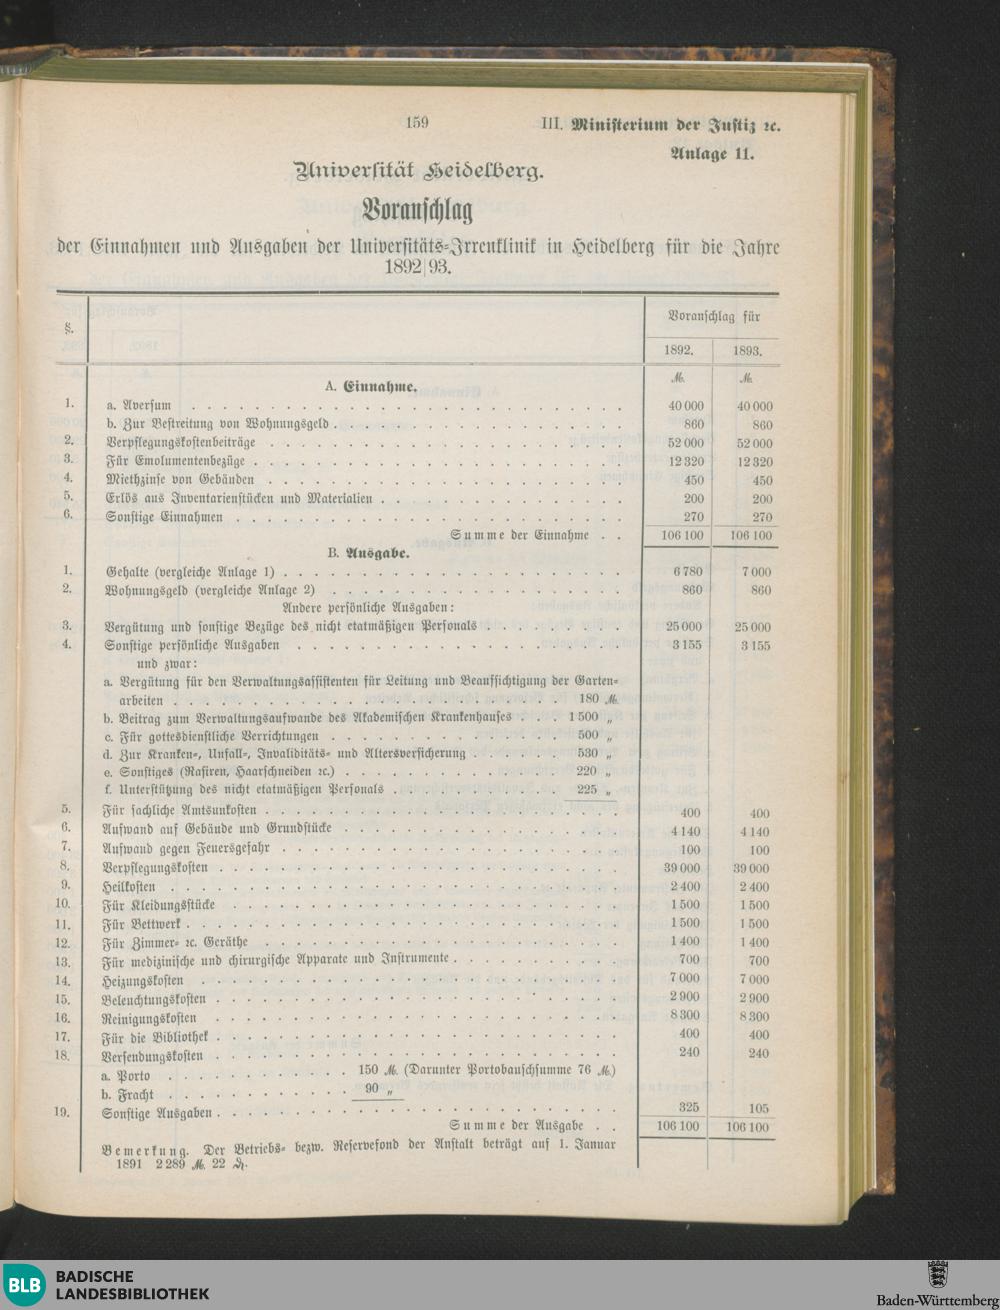 159 III. Ministerium der Justiz ꝛc.
Anlage 11.
Universität Heidelberg.
Voranschlag
der Einnahmen und Ausgaben der Universitäts-Irrenklinik in Heidelberg für die Jahre
1892|93.
§. Voranschlag für
1892. 1893.
A. Einnahme. M. M.
1. a. Aversum 40 000 40 000
b. Zur Bestreitung von Wohnungsgeld 860 860
2. Verpflegungskostenbeiträge 52 000 52 000
3. Für Emolumentenbezüge 12 320 12 320
4. Miethzinse von Gebäuden 450 450
5. Erlös aus Inventarienstücken und Materialien 200 200
6. Sonstige Einnahmen 270 270
Summe der Einnahme 106 100 106 100
B. Ausgabe.
1. Gehalte (vergleiche Anlage 1) 6 780 7 000
2. Wohnungsgeld (vergleiche Anlage 2) 860 860
Andere persönliche Ausgaben:
3. Vergütung und sonstige Bezüge des nicht etatmäßigen Personals 25 000 25 000
4. Sonstige persönliche Ausgaben 3 155 3 155
und zwar:
a. Vergütung für den Verwaltungsassistenten für Leitung und Beaufsichtigung der Garten-
arbeiten 180 M.
b. Beitrag zum Verwaltungsaufwande des Akademischen Krankenhauses 1 500 „
c. Für gottesdienstliche Verrichtungen 500 „
d. Zur Kranken-, Unfall-, Invaliditäts- und Altersversicherung 530 „
e. Sonstiges (Rasiren, Haarschneiden ꝛc.) 220 „
f. Unterstützung des nicht etatmäßigen Personals 225 „
5. Für sachliche Amtsunkosten 400 400
6. Aufwand auf Gebäude und Grundstücke 4 140 4 140
7. Aufwand gegen Feuersgefahr 100 100
8. Verpflegungskosten 39 000 39 000
9. Heilkosten 2 400 2 400
10. Für Kleidungsstücke 1 500 1 500
11. Für Bettwerk 1 500 1 500
12. Für Zimmer- ꝛc. Geräthe 1 400 1 400
13. Für medizinische und chirurgische Apparate und Instrumente 700 700
14. Heizungskosten 7 000 7 000
15. Beleuchtungskosten 2 900 2 900
16. Reinigungskosten 8 300 8 300
17. Für die Bibliothek 400 400
18. Versendungskosten 240 240
a. Porto 150 M. (Darunter Portobauschsumme 76 M.)
b. Fracht 90 „
19. Sonstige Ausgaben 325 105
Summe der Ausgabe 106 100 106 100
Bemerkung. Der Betriebs- bezw. Reservefond der Anstalt beträgt auf 1. Januar
1891 2 289 M. 22 ₰.
BLB BADISCHE
LANDESBIBLIOTHEK
Baden-Württemberg